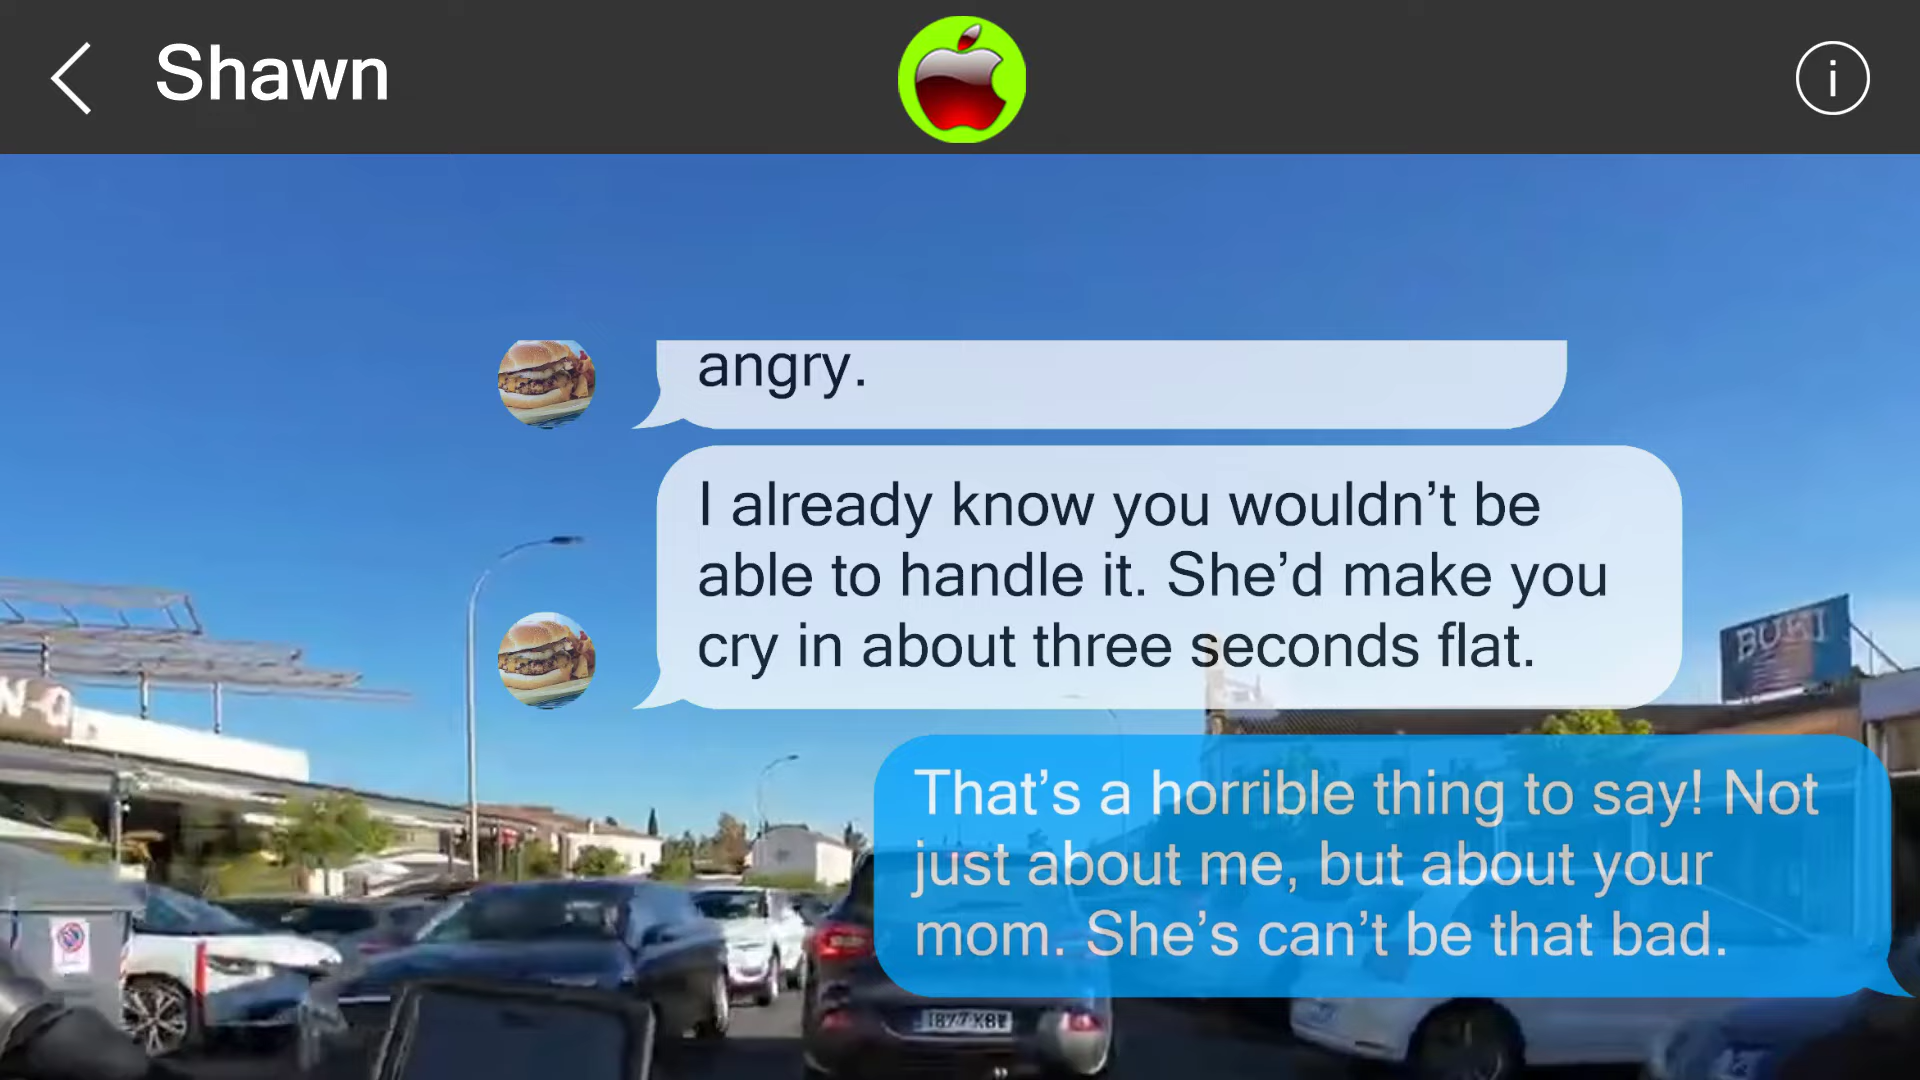 Shawn
angry.
I already know you wouldn’t be
able to handle it. She’d make you
cry in about three seconds flat.
That’s a horrible thing to say! Not
just about me, but about your
mom. She’s can’t be that bad.